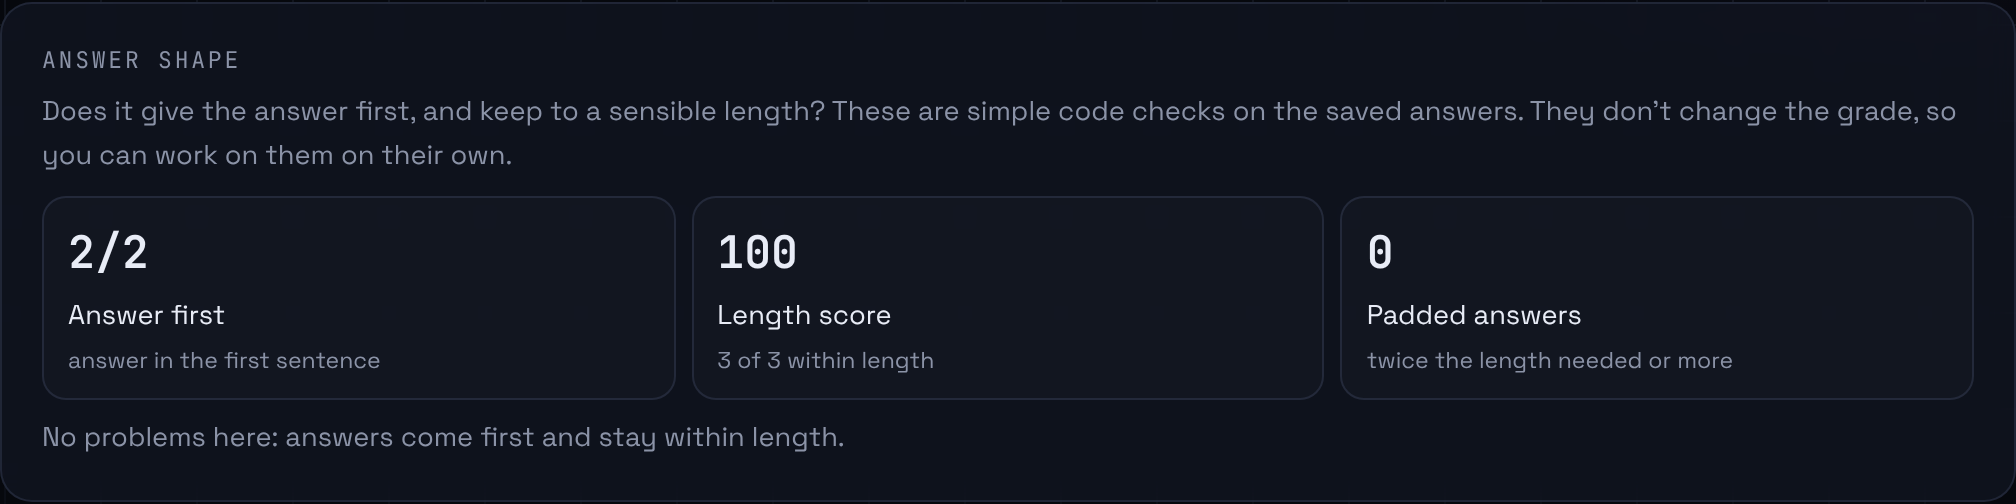 ANSWER SHAPE
Does it give the answer first, and keep to a sensible length? These are simple code checks on the saved answers. They don’t change the grade, so
you can work on them on their own.
2/2
Answer first
answer in the first sentence
100
Length score
3 of 3 within length
0
Padded answers
twice the length needed or more
No problems here: answers come first and stay within length.